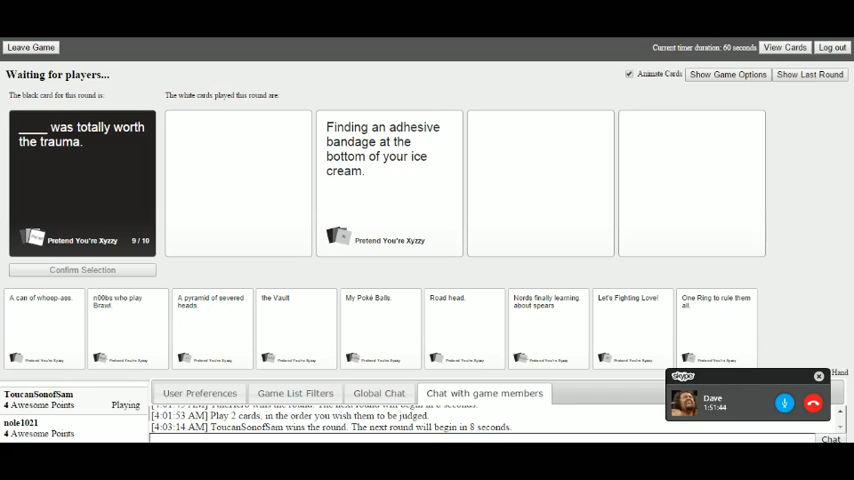 Leave Game
Current timer duration: 60 seconds
View Cards
Log out
Waiting for players...
Animate Cards
Show Game Options
Show Last Round
The black card for this round is:
The white cards played this round are:
____ was totally worth
the trauma.
Pretend You're Xyzzy
9 / 10
Finding an adhesive
bandage at the
bottom of your ice
cream.
Pretend You're Xyzzy
Confirm Selection
A can of whoop-ass.
Pretend You're Xyzzy
n00bs who play
Brawl
Pretend You're Xyzzy
A pyramid of severed
heads.
Pretend You're Xyzzy
the Vault
Pretend You're Xyzzy
My Poké Balls.
Pretend You're Xyzzy
Road head.
Pretend You're Xyzzy
Nords finally learning
about spears
Pretend You're Xyzzy
Let's Fighting Love!
Pretend You're Xyzzy
One Ring to rule them
all.
Pretend You're Xyzzy
Hand
skype
Dave
1:51:44
User Preferences
Game List Filters
Global Chat
Chat with game members
ToucanSonofSam
4 Awesome Points
Playing
nole1021
4 Awesome Points
[4:01:53 AM] Play 2 cards, in the order you wish them to be judged.
[4:03:14 AM] ToucanSonofSam wins the round. The next round will begin in 8 seconds.
Chat